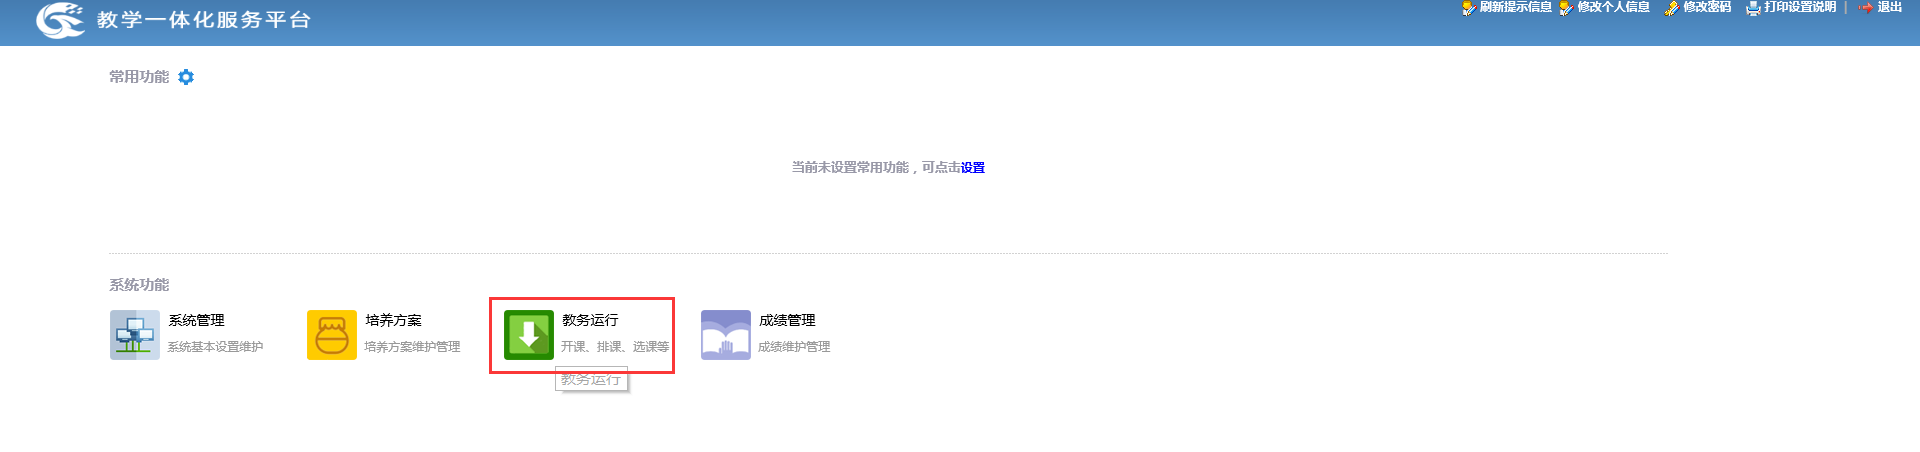 教学一体化服务平台
刷新提示信息 修改个人信息 修改密码 打印设置说明 | 退出
常用功能
当前未设置常用功能，可点击设置
系统功能
系统管理 培养方案 教务运行 成绩管理
系统基本设置维护 培养方案维护管理 开课、排课、选课等 成绩维护管理
教务运行